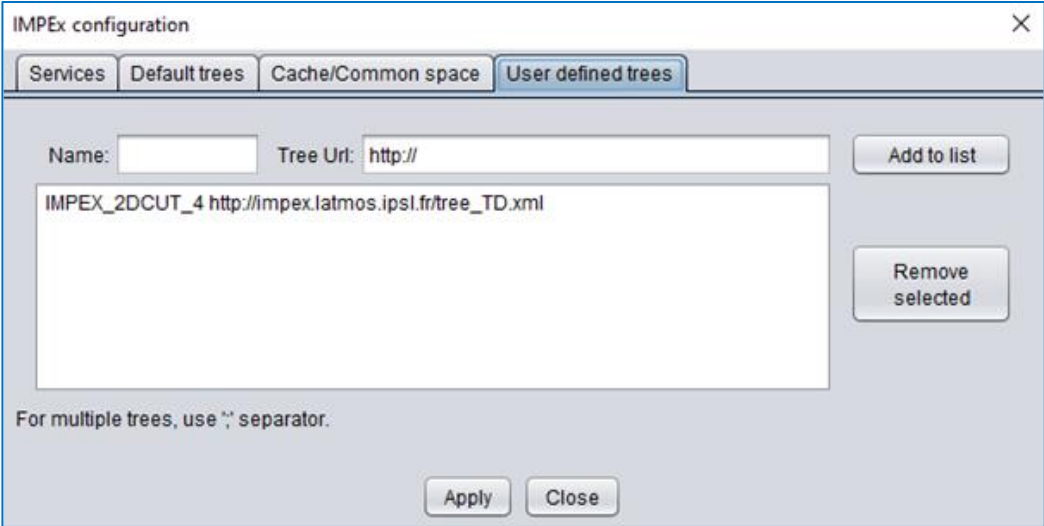 IMPEx configuration
Services Default trees Cache/Common space User defined trees
Name: Tree Url: http:// Add to list
IMPEX_2DCUT_4 http://impex.latmos.ipsl.fr/tree_TD.xml
Remove
selected
For multiple trees, use ';' separator.
Apply Close